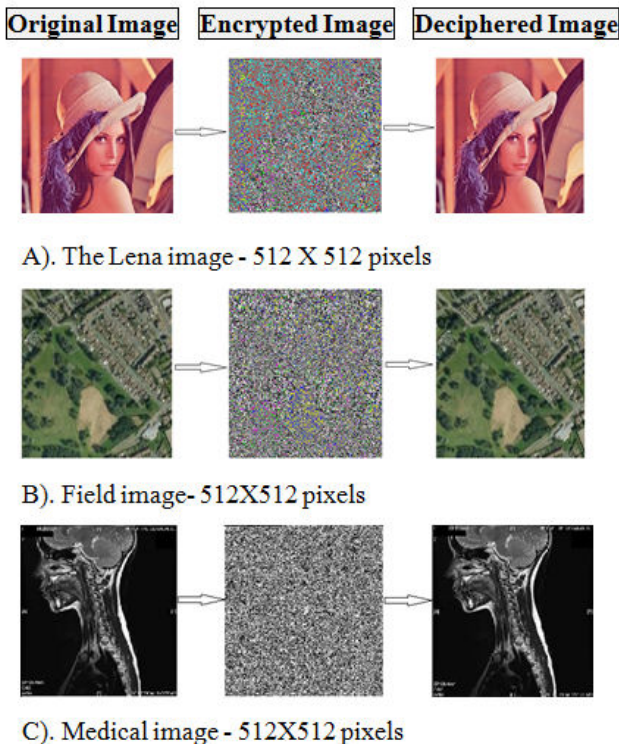 Original Image Encrypted Image Deciphered Image
A). The Lena image - 512 X 512 pixels
B). Field image- 512X512 pixels
C). Medical image - 512X512 pixels